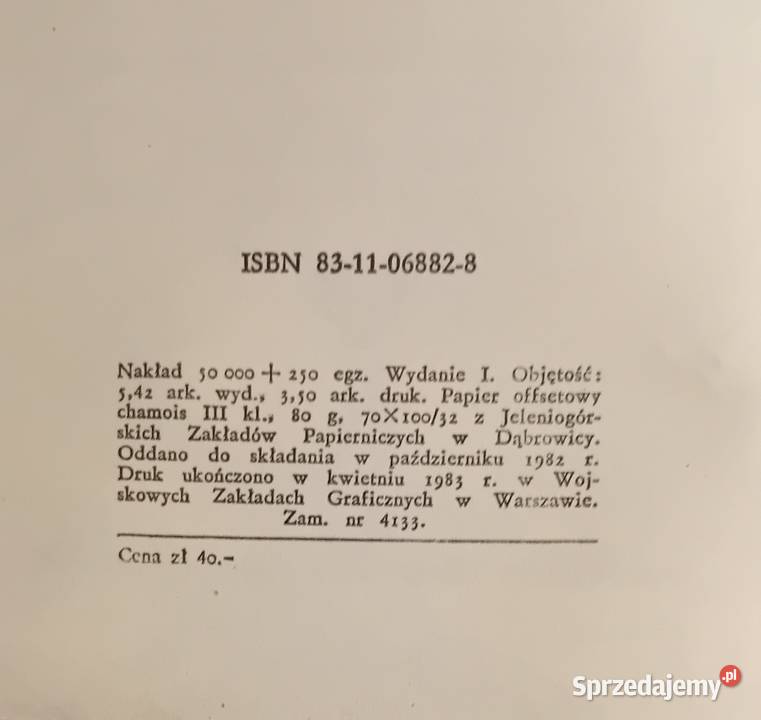 ISBN 83-11-06882-8
Nakład 50 000 + 250 egz. Wydanie I. Objętość:
5,42 ark. wyd., 3,50 ark. druk. Papier offsetowy
chamois III kl., 80 g, 70×100/32 z Jeleniogór-
skich Zakładów Papierniczych w Dąbrowicy.
Oddano do składania w październiku 1982 r.
Druk ukończono w kwietniu 1983 r. w Woj-
skowych Zakładach Graficznych w Warszawie.
Zam. nr 4133.
Cena zł 40.-
Sprzedajemy.pl